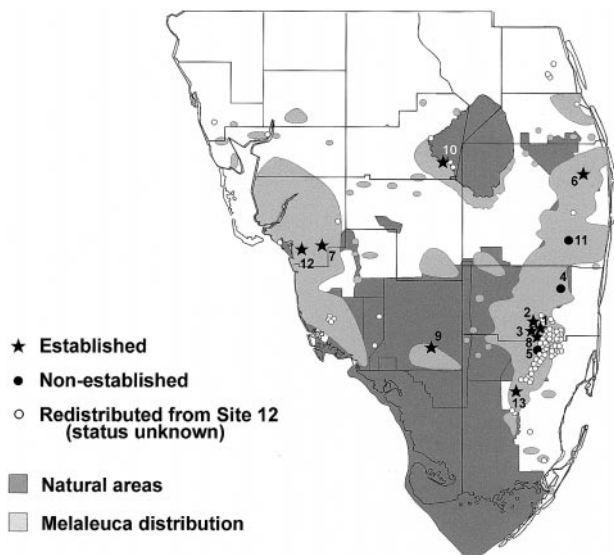 10
6
11
12
7
4
2
1
3
8
5
9
13
★ Established
● Non-established
○ Redistributed from Site 12
(status unknown)
Natural areas
Melaleuca distribution